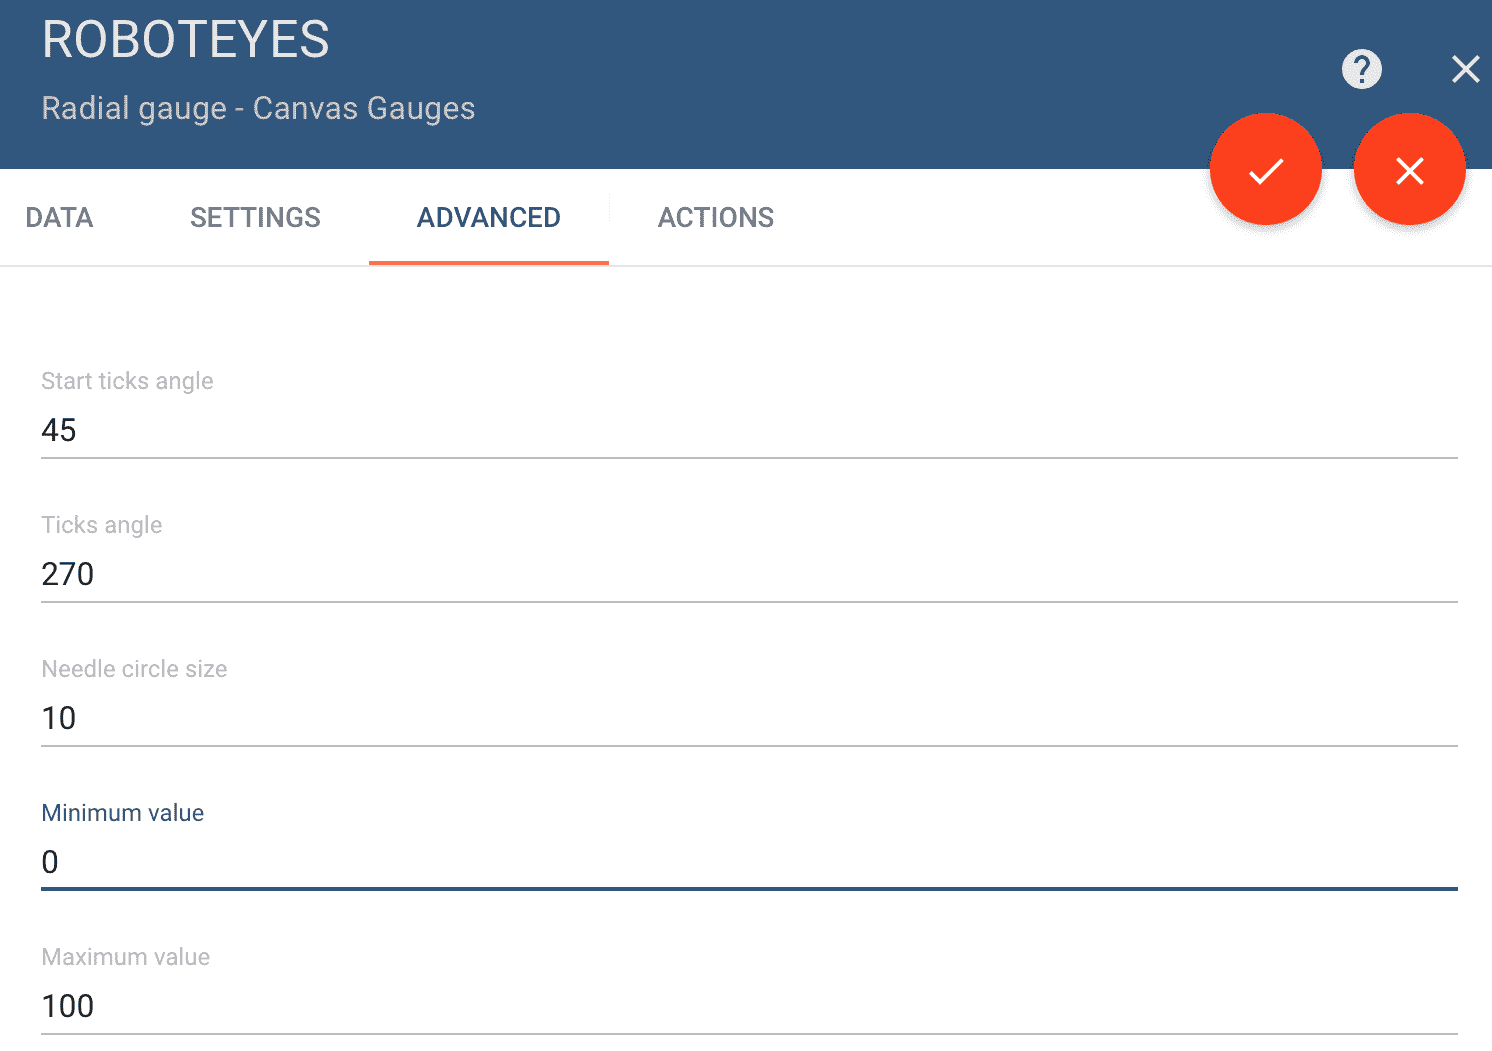 ROBOTEYES
Radial gauge - Canvas Gauges
DATA SETTINGS ADVANCED ACTIONS
Start ticks angle
45
Ticks angle
270
Needle circle size
10
Minimum value
0
Maximum value
100